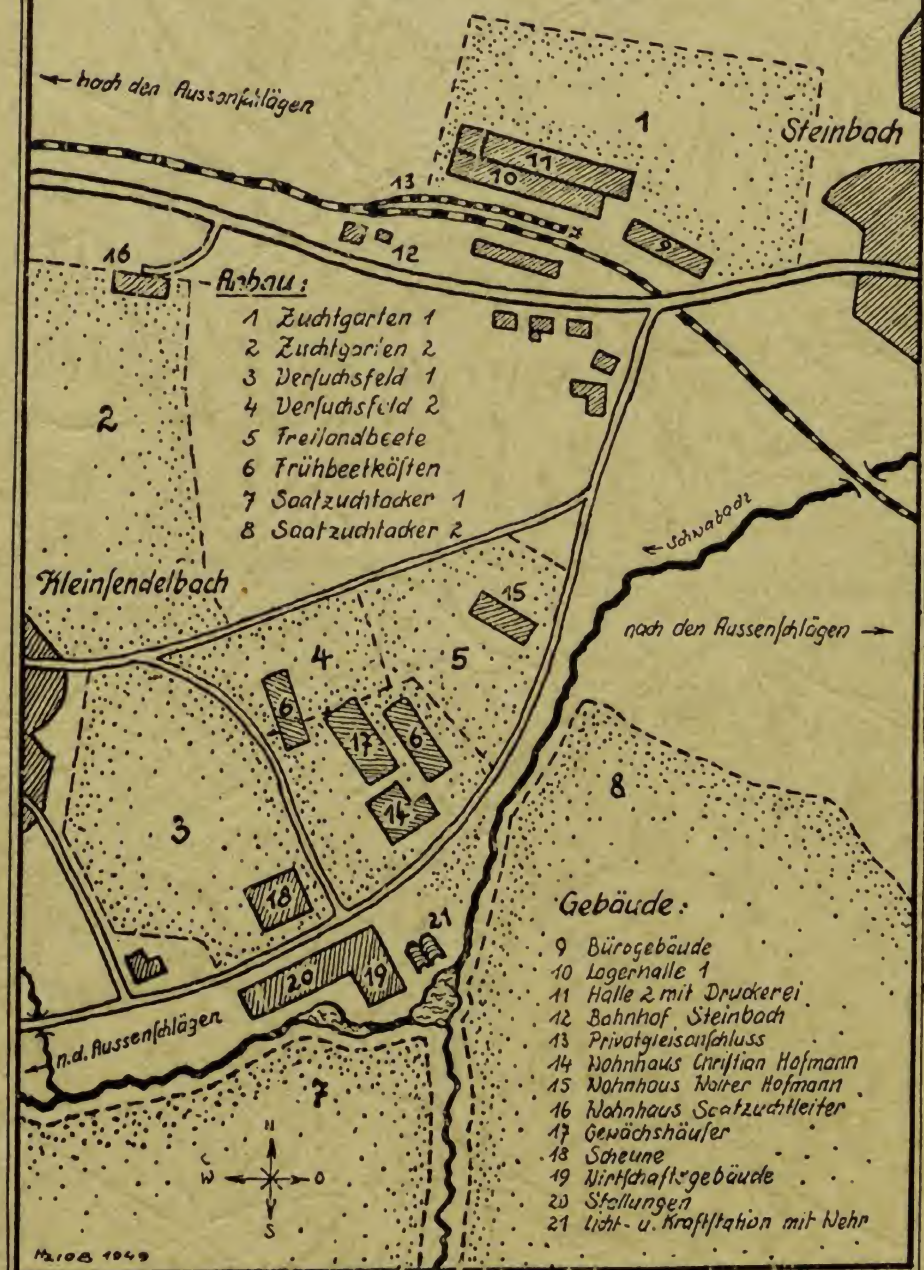 ← nach den Aussenſchlägen
1
Steinbach
11
10
13
9
12
16
Anbau:
1 Zuchtgarten 1
2 Zuchtgarten 2
3 Verſuchsfeld 1
4 Verſuchsfeld 2
5 Freilandbeete
6 Frühbeetkäſten
7 Saatzuchtacker 1
8 Saatzuchtacker 2
2
← Schwabach
Kleinſendelbach
nach den Aussenſchlägen →
15
4
5
6
17
6
14
8
3
18
21
20
19
← n.d. Aussenſchlägen
7
Gebäude:
9 Bürogebäude
10 Lagerhalle 1
11 Halle 2 mit Druckerei
12 Bahnhof Steinbach
13 Privatgleisanſchluss
14 Wohnhaus Chriſtian Hofmann
15 Wohnhaus Walter Hofmann
16 Wohnhaus Saatzuchtleiter
17 Gewächshäuſer
18 Scheune
19 Wirtſchaftsgebäude
20 Stallungen
21 Licht- u. Kraftſtation mit Wehr
N
W O
S
1949